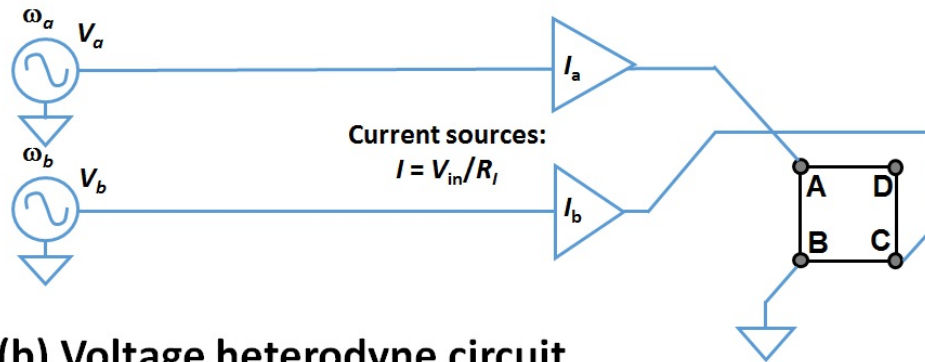 ωa
Va
Ia
Current sources:
I = Vin/RI
ωb
Vb
Ib
A D
B C
(b) Voltage heterodyne circuit